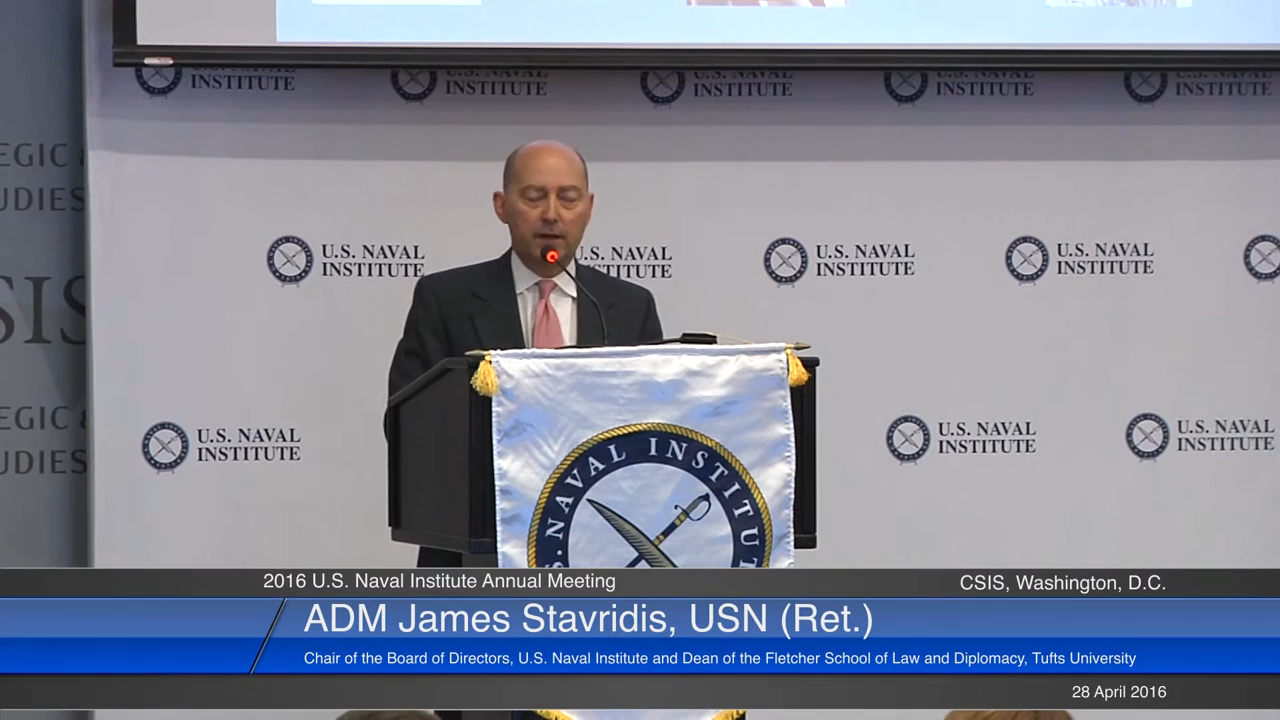 U.S. NAVAL
INSTITUTE
U.S. NAVAL
INSTITUTE
U.S. NAVAL
INSTITUTE
U.S. NAVAL
INSTITUTE
U.S. NAVAL
INSTITUTE
EGIC &
UDIES
SIS
EGIC &
UDIES
U.S. NAVAL
INSTITUTE
U.S. NAVAL
STITUTE
U.S. NAVAL
INSTITUTE
U.S. NAVAL
INSTITUTE
U.S. NAVAL
INSTITUTE
U.S. NAVAL
INSTITUTE
U.S. NAVAL
INSTITUTE
S. NAVAL INSTITUT
2016 U.S. Naval Institute Annual Meeting
CSIS, Washington, D.C.
ADM James Stavridis, USN (Ret.)
Chair of the Board of Directors, U.S. Naval Institute and Dean of the Fletcher School of Law and Diplomacy, Tufts University
28 April 2016